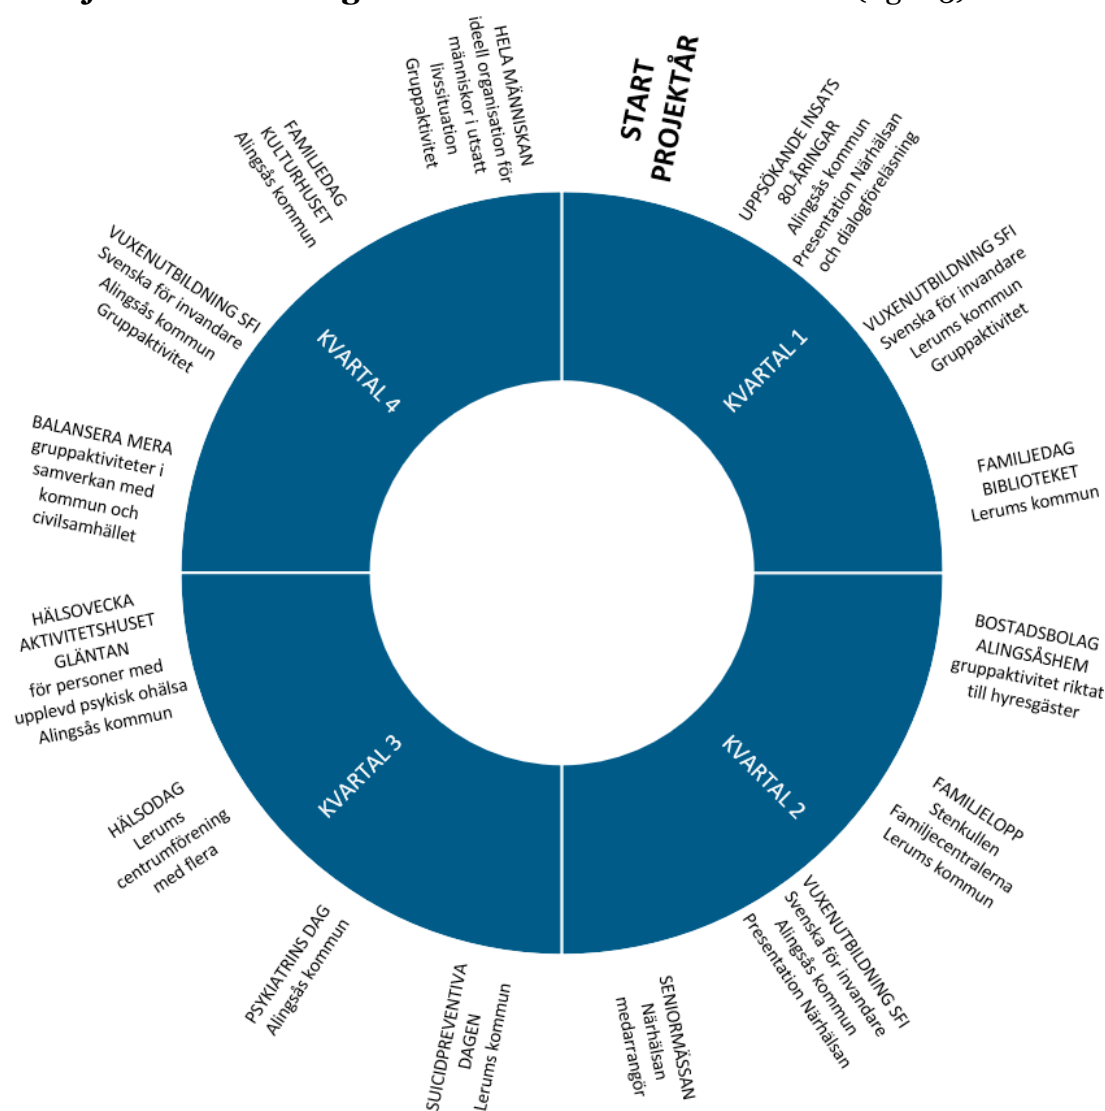 START
PROJEKTÅR
UPPSÖKANDE INSATS
80-ÅRINGAR
Alingsås kommun
Presentation Närhälsan
och dialogföreläsning
VUXENUTBILDNING SFI
Svenska för invandare
Lerums kommun
Gruppaktivitet
FAMILJEDAG
BIBLIOTEKET
Lerums kommun
BOSTADSBOLAG
ALINGSÅSHEM
gruppaktivitet riktat
till hyresgäster
FAMILJELOPP
Stenkullen
Familjecentralerna
Lerums kommun
VUXENUTBILDNING SFI
Svenska för invandare
Alingsås kommun
Presentation Närhälsan
SENIORMÄSSAN
Närhälsan
medarrangör
SUICIDPREVENTIVA
DAGEN
Lerums kommun
PSYKIATRINS DAG
Alingsås kommun
HÄLSODAG
Lerums
centrumförening
med flera
HÄLSOVECKA
AKTIVITETSHUSET
GLÄNTAN
för personer med
upplevd psykisk ohälsa
Alingsås kommun
BALANSERA MERA
gruppaktiviteter i
samverkan med
kommun och
civilsamhället
VUXENUTBILDNING SFI
Svenska för invandare
Alingsås kommun
Gruppaktivitet
FAMILJEDAG
KULTURHUSET
Alingsås kommun
HELA MÄNNISKAN
ideell organisation för
människor i utsatt
livssituation
Gruppaktivitet
KVARTAL 1
KVARTAL 2
KVARTAL 3
KVARTAL 4